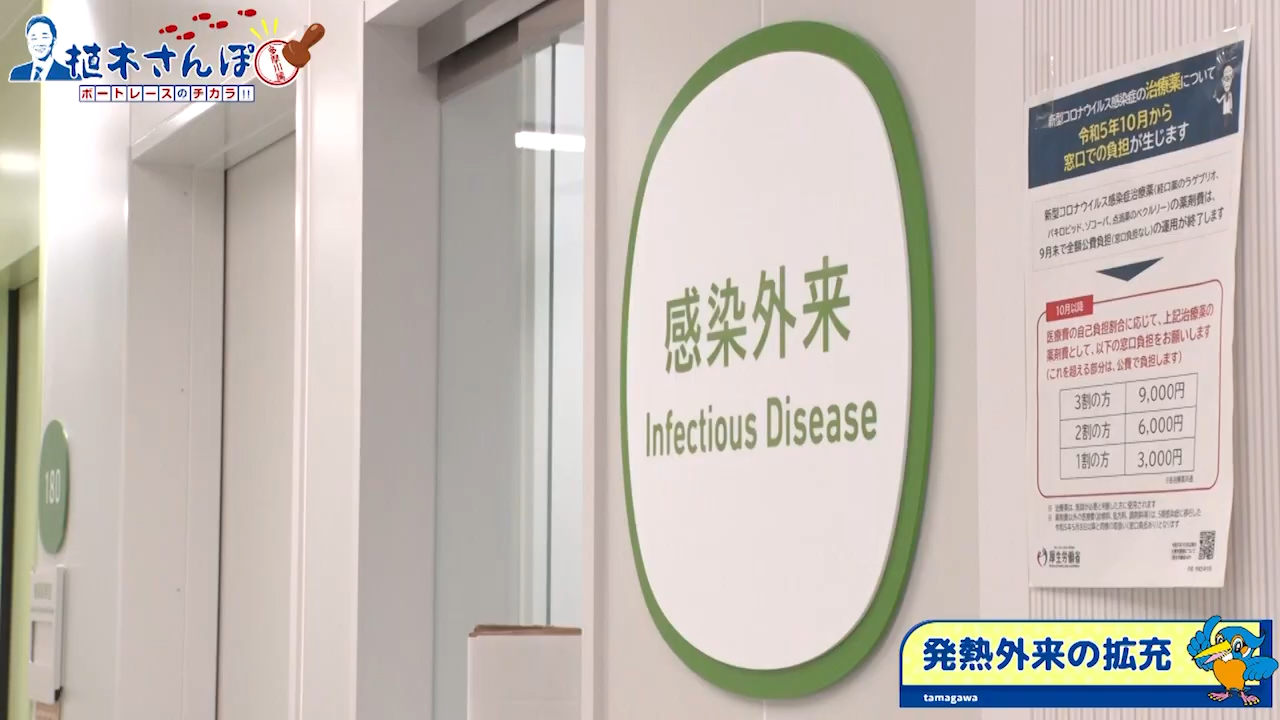 植木さんぽ
多摩川編
ボートレースのチカラ!!
感染外来
Infectious Disease
180
新型コロナウイルス感染症の治療薬について
令和5年10月から
窓口での負担が生じます
新型コロナウイルス感染症治療薬(経口薬のラゲブリオ、
パキロビッド、ゾコーバ、点滴薬のベクルリー)の薬剤費は、
9月末で全額公費負担(窓口負担なし)の運用が終了します
10月以降
医療費の自己負担割合に応じて、上記治療薬の
薬剤費として、以下の窓口負担をお願いします
(これを超える部分は、公費で負担します)
3割の方 9,000円
2割の方 6,000円
1割の方 3,000円
厚生労働省
発熱外来の拡充
tamagawa